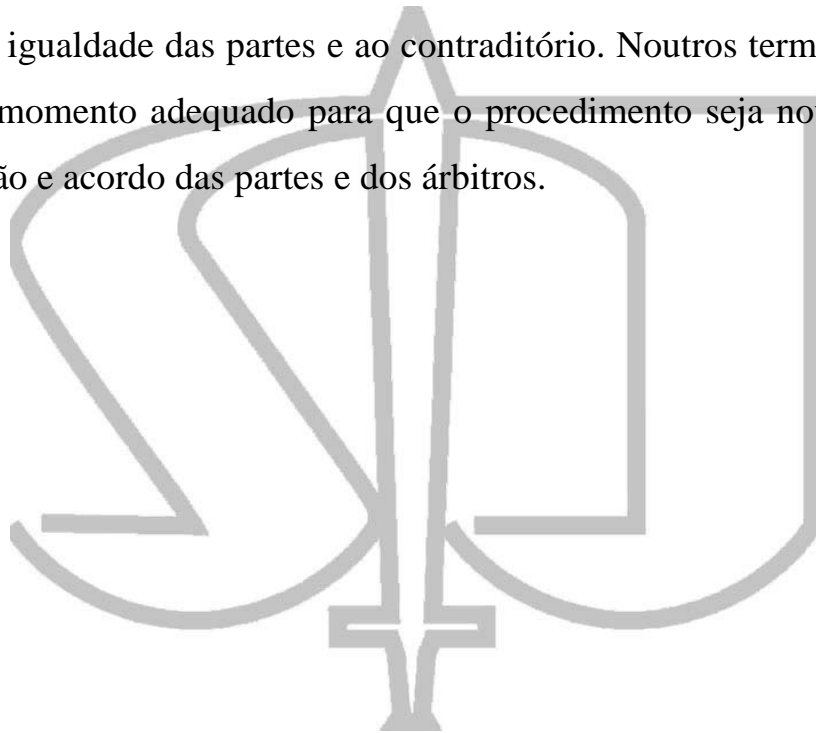 igualdade das partes e ao contraditório. Noutros term
momento adequado para que o procedimento seja nov
ão e acordo das partes e dos árbitros.